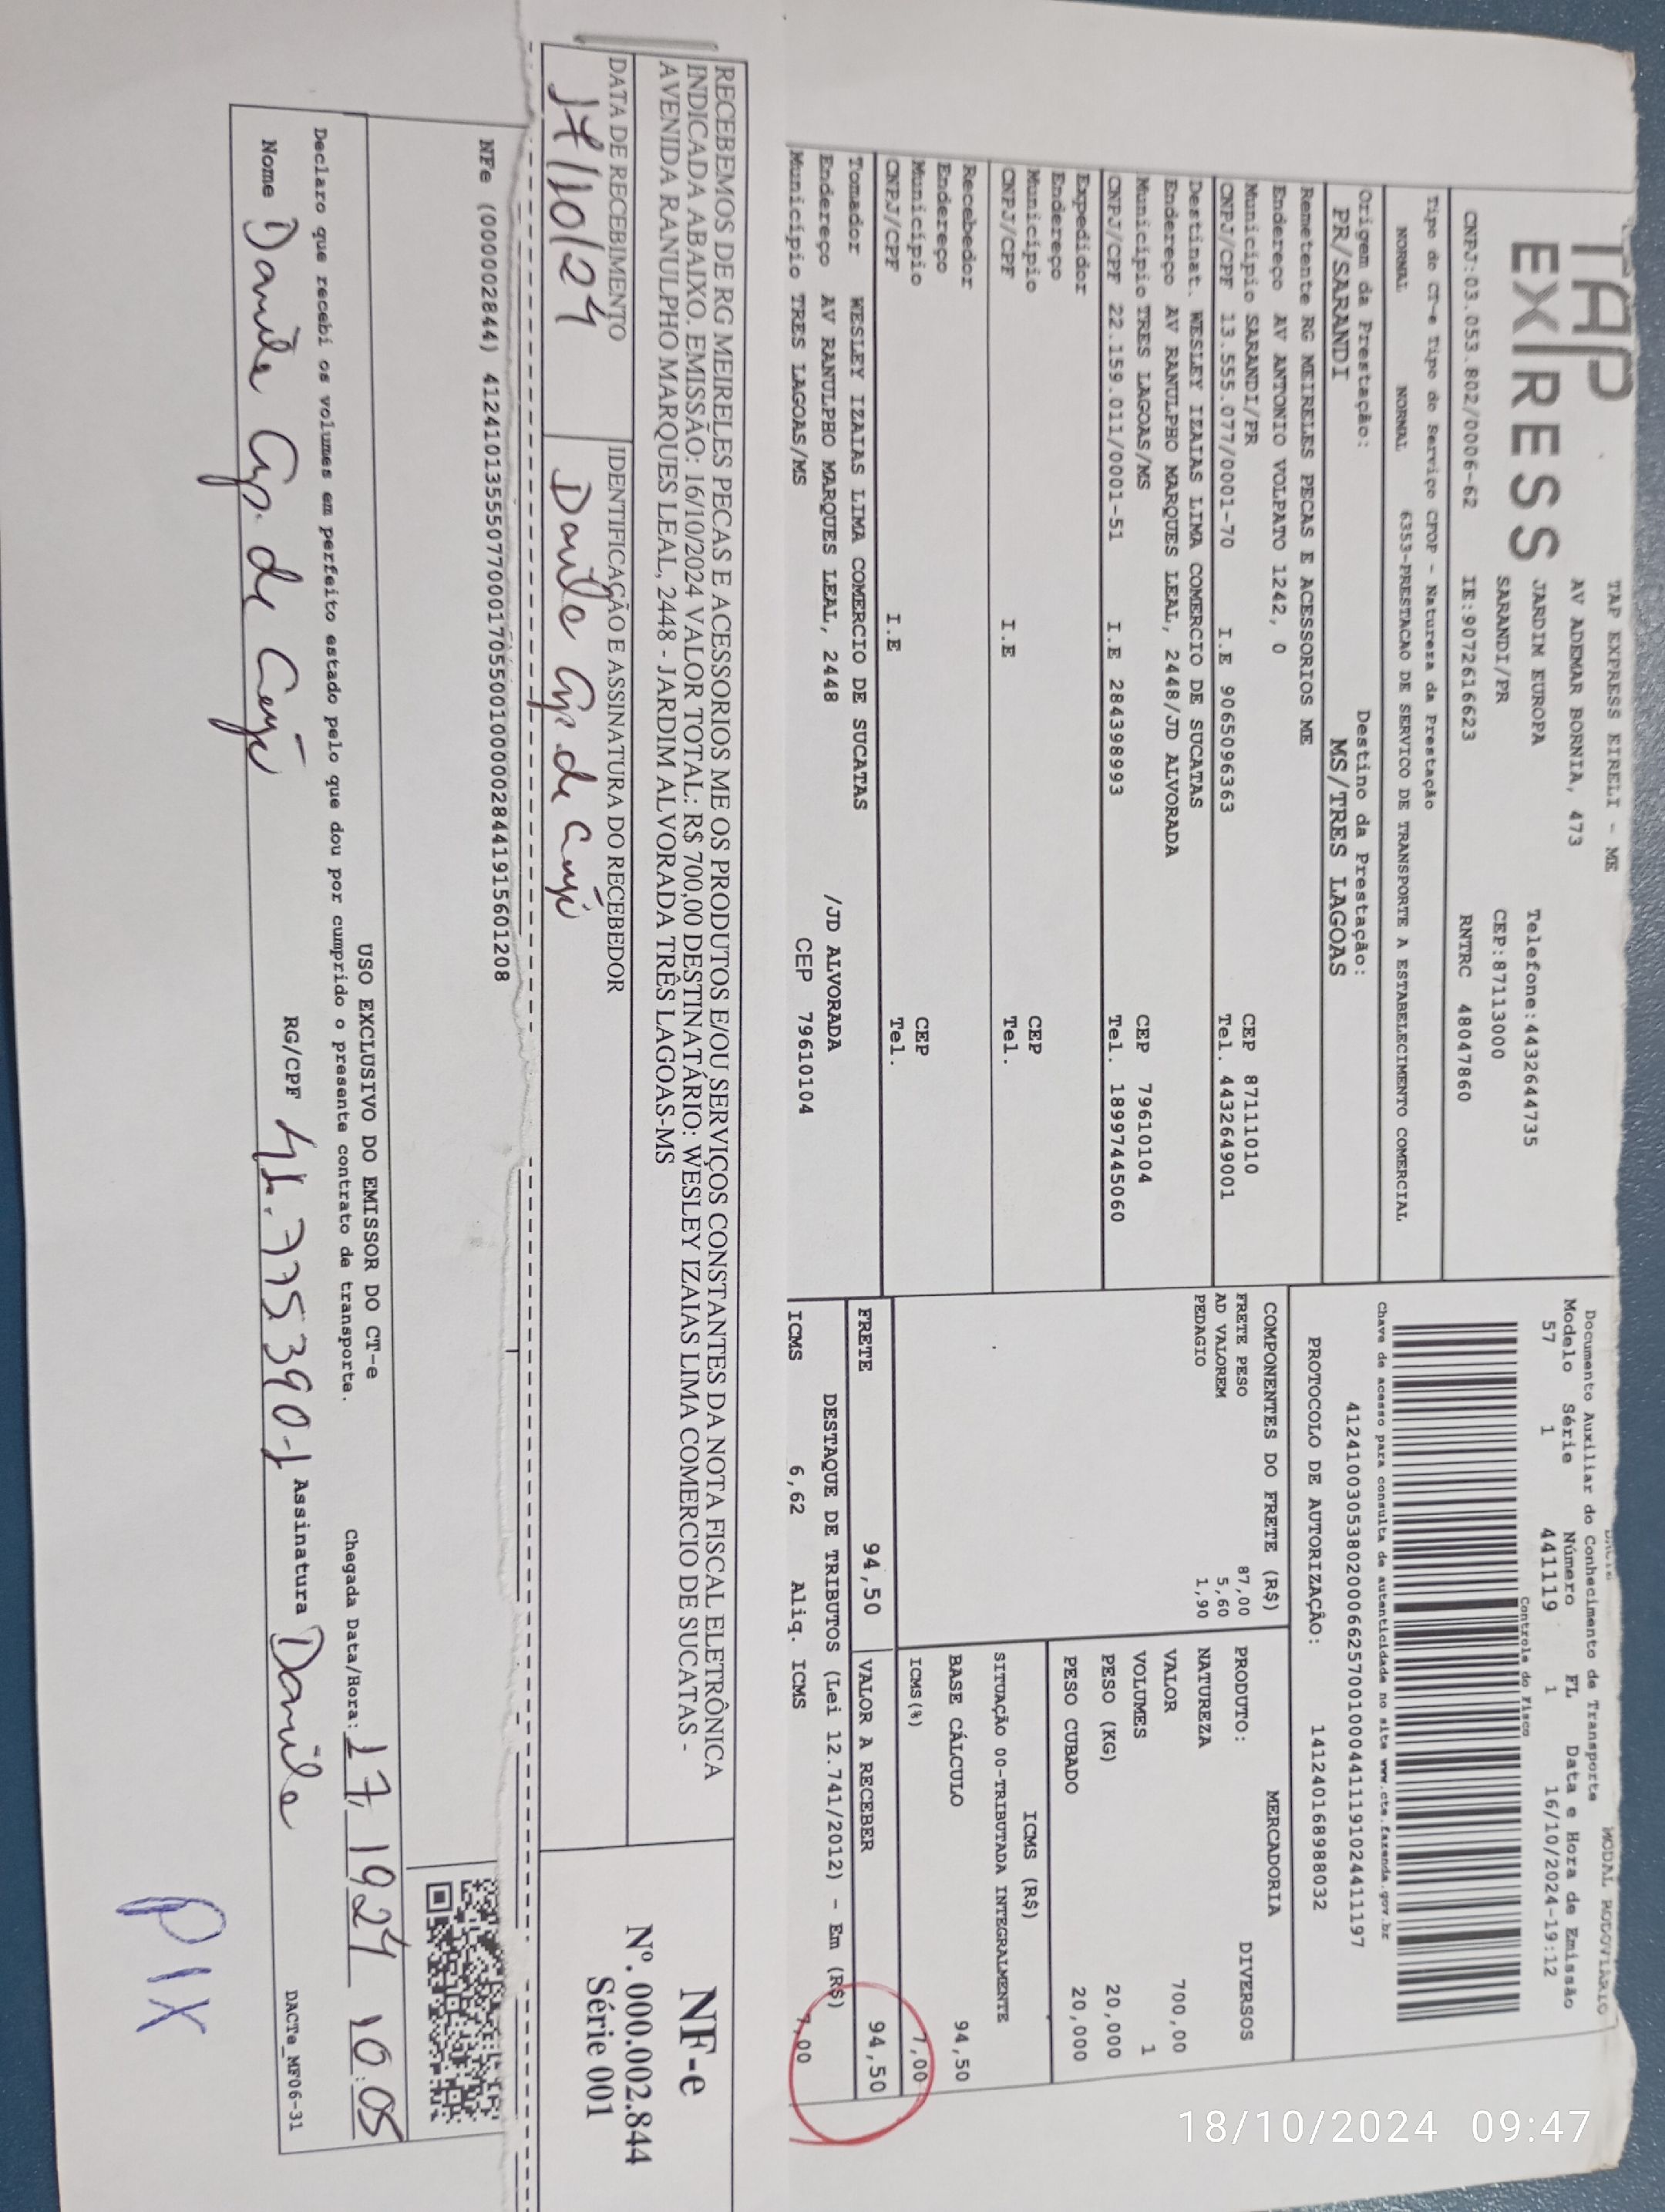 TAP
EXPRESS
TAP EXPRESS EIRELI - ME
AV ADEMAR BORNIA, 473
JARDIM EUROPA
SARANDI/PR
Telefone:4432644735
CEP:87113000
CNPJ:03.053.802/0006-62 IE:9072616623 RNTRC 48047860
Tipo do CT-e Tipo do Serviço CFOP - Natureza da Prestação
NORMAL NORMAL 6353-PRESTACAO DE SERVICO DE TRANSPORTE A ESTABELECIMENTO COMERCIAL
Origem da Prestação: Destino da Prestação:
PR/SARANDI MS/TRES LAGOAS
Remetente RG MEIRELES PECAS E ACESSORIOS ME
Endereço AV ANTONIO VOLPATO 1242, 0
Município SARANDI/PR CEP 87111010
CNPJ/CPF 13.555.077/0001-70 I.E 9065096363 Tel. 4432649001
Destinat. WESLEY IZAIAS LIMA COMERCIO DE SUCATAS
Endereço AV RANULPHO MARQUES LEAL, 2448/JD ALVORADA
Município TRES LAGOAS/MS CEP 79610104
CNPJ/CPF 22.159.011/0001-51 I.E 284398993 Tel. 18997445060
Expedidor
Endereço
Município CEP
CNPJ/CPF I.E Tel.
Recebedor
Endereço
Município CEP
CNPJ/CPF I.E Tel.
Tomador WESLEY IZAIAS LIMA COMERCIO DE SUCATAS
Endereço AV RANULPHO MARQUES LEAL, 2448 /JD ALVORADA
Município TRES LAGOAS/MS CEP 79610104
MODAL RODOVIÁRIO
Documento Auxiliar do Conhecimento de Transporte
Modelo Série Número FL Data e Hora de Emissão
57 1 441119 1 16/10/2024-19:12
Controle do Fisco
Chave de acesso para consulta de autenticidade no site www.cte.fazenda.gov.br
41241003053802000662570010004411191024411197
PROTOCOLO DE AUTORIZAÇÃO: 141240168988032
COMPONENTES DO FRETE (R$)
FRETE PESO 87,00
AD VALOREM 5,60
PEDAGIO 1,90
MERCADORIA
PRODUTO: DIVERSOS
NATUREZA
VALOR 700,00
VOLUMES 1
PESO (KG) 20,000
PESO CUBADO 20,000
ICMS (R$)
SITUAÇÃO 00-TRIBUTADA INTEGRALMENTE
BASE CÁLCULO 94,50
ICMS(%) 7,00
FRETE 94,50 VALOR A RECEBER 94,50
DESTAQUE DE TRIBUTOS (Lei 12.741/2012) - Em (R$)
ICMS 6,62 Aliq. ICMS 7,00
RECEBEMOS DE RG MEIRELES PECAS E ACESSORIOS ME OS PRODUTOS E/OU SERVIÇOS CONSTANTES DA NOTA FISCAL ELETRÔNICA
INDICADA ABAIXO. EMISSÃO: 16/10/2024 VALOR TOTAL: R$ 700,00 DESTINATÁRIO: WESLEY IZAIAS LIMA COMERCIO DE SUCATAS -
AVENIDA RANULPHO MARQUES LEAL, 2448 - JARDIM ALVORADA TRÊS LAGOAS-MS
DATA DE RECEBIMENTO IDENTIFICAÇÃO E ASSINATURA DO RECEBEDOR
17/10/24
NF-e
Nº. 000.002.844
Série 001
NFe (000002844) 41241013555077000170550010000028441915601208
USO EXCLUSIVO DO EMISSOR DO CT-e
Declaro que recebi os volumes em perfeito estado pelo que dou por cumprido o presente contrato de transporte.
Chegada Data/Hora: 17,1924 10:05
Nome RG/CPF 41.775390-1 Assinatura
DACTe_MF06-31
PIX
18/10/2024 09:47